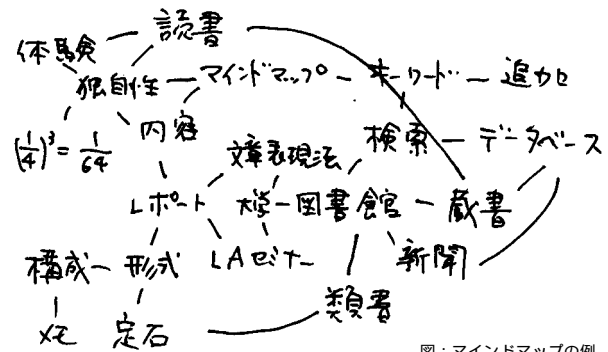 読書
体験
独自性 マインドマップ キーワード 追加
(1/4)³ = 1/64
内容
文章表現法 検索 データベース
レポート 大学 図書館 蔵書
構成 形式 LAゼミナー 新聞
メモ 定石 類書
図：マインドマップの例